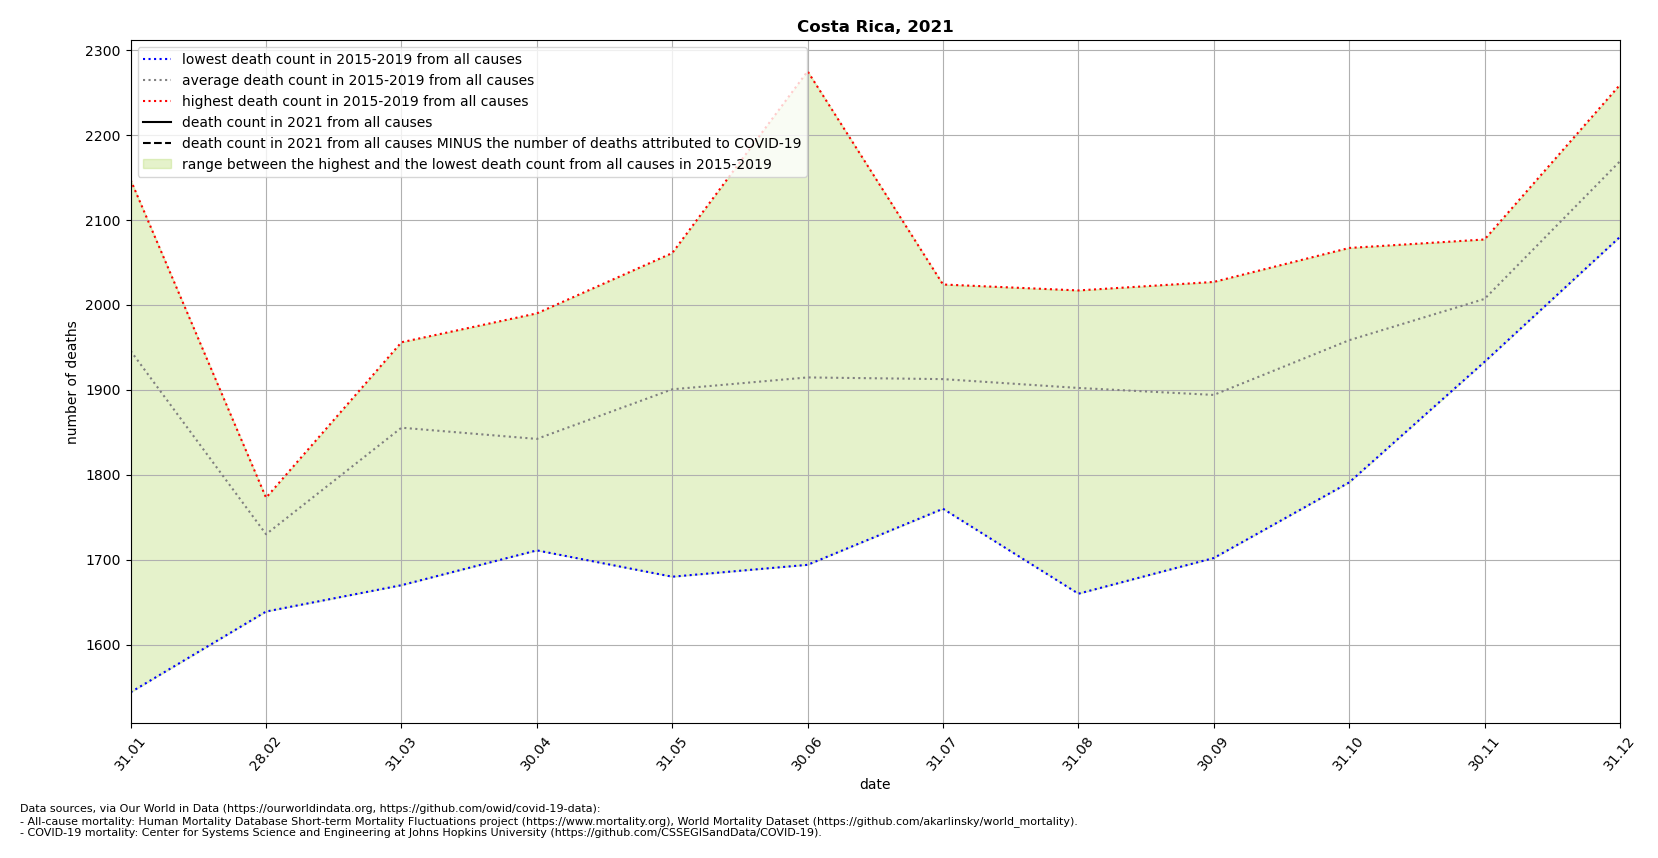 Costa Rica, 2021
2300
2200
2100
2000
1900
1800
1700
1600
number of deaths
lowest death count in 2015-2019 from all causes
average death count in 2015-2019 from all causes
highest death count in 2015-2019 from all causes
death count in 2021 from all causes
death count in 2021 from all causes MINUS the number of deaths attributed to COVID-19
range between the highest and the lowest death count from all causes in 2015-2019
31.01 28.02 31.03 30.04 31.05 30.06 31.07 31.08 30.09 31.10 30.11 31.12
date
Data sources, via Our World in Data (https://ourworldindata.org, https://github.com/owid/covid-19-data):
- All-cause mortality: Human Mortality Database Short-term Mortality Fluctuations project (https://www.mortality.org), World Mortality Dataset (https://github.com/akarlinsky/world_mortality).
- COVID-19 mortality: Center for Systems Science and Engineering at Johns Hopkins University (https://github.com/CSSEGISandData/COVID-19).